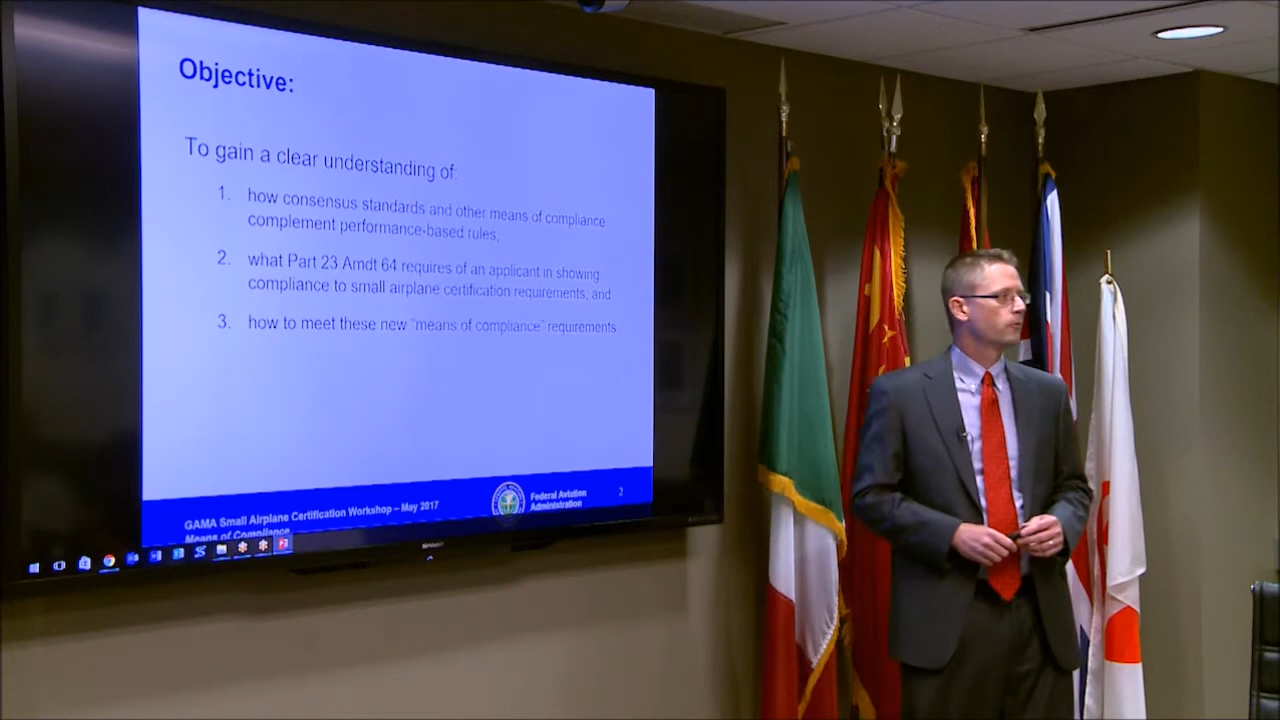 Objective:
To gain a clear understanding of:
1. how consensus standards and other means of compliance
complement performance-based rules,
2. what Part 23 Amdt 64 requires of an applicant in showing
compliance to small airplane certification requirements, and
3. how to meet these new "means of compliance" requirements.
GAMA Small Airplane Certification Workshop – May 2017
Means of Compliance
Federal Aviation
Administration
2
SHARP